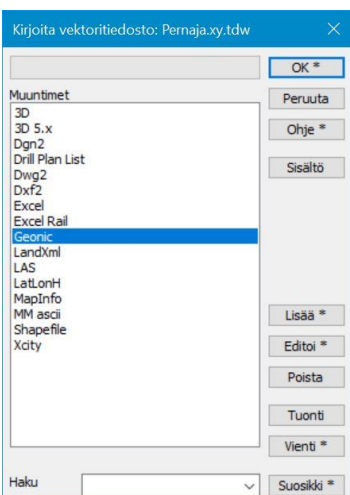 Kirjoita vektoritiedosto: Pernaja.xy.tdw
OK *
Muuntimet
Peruuta
3D
3D 5.x
Ohje *
Dgn2
Drill Plan List
Sisältö
Dwg2
Dxf2
Excel
Excel Rail
Geonic
LandXml
LAS
LatLonH
MapInfo
MM ascii
Lisää *
Shapefile
Xcity
Editoi *
Poista
Tuonti
Vienti *
Haku
Suosikki *